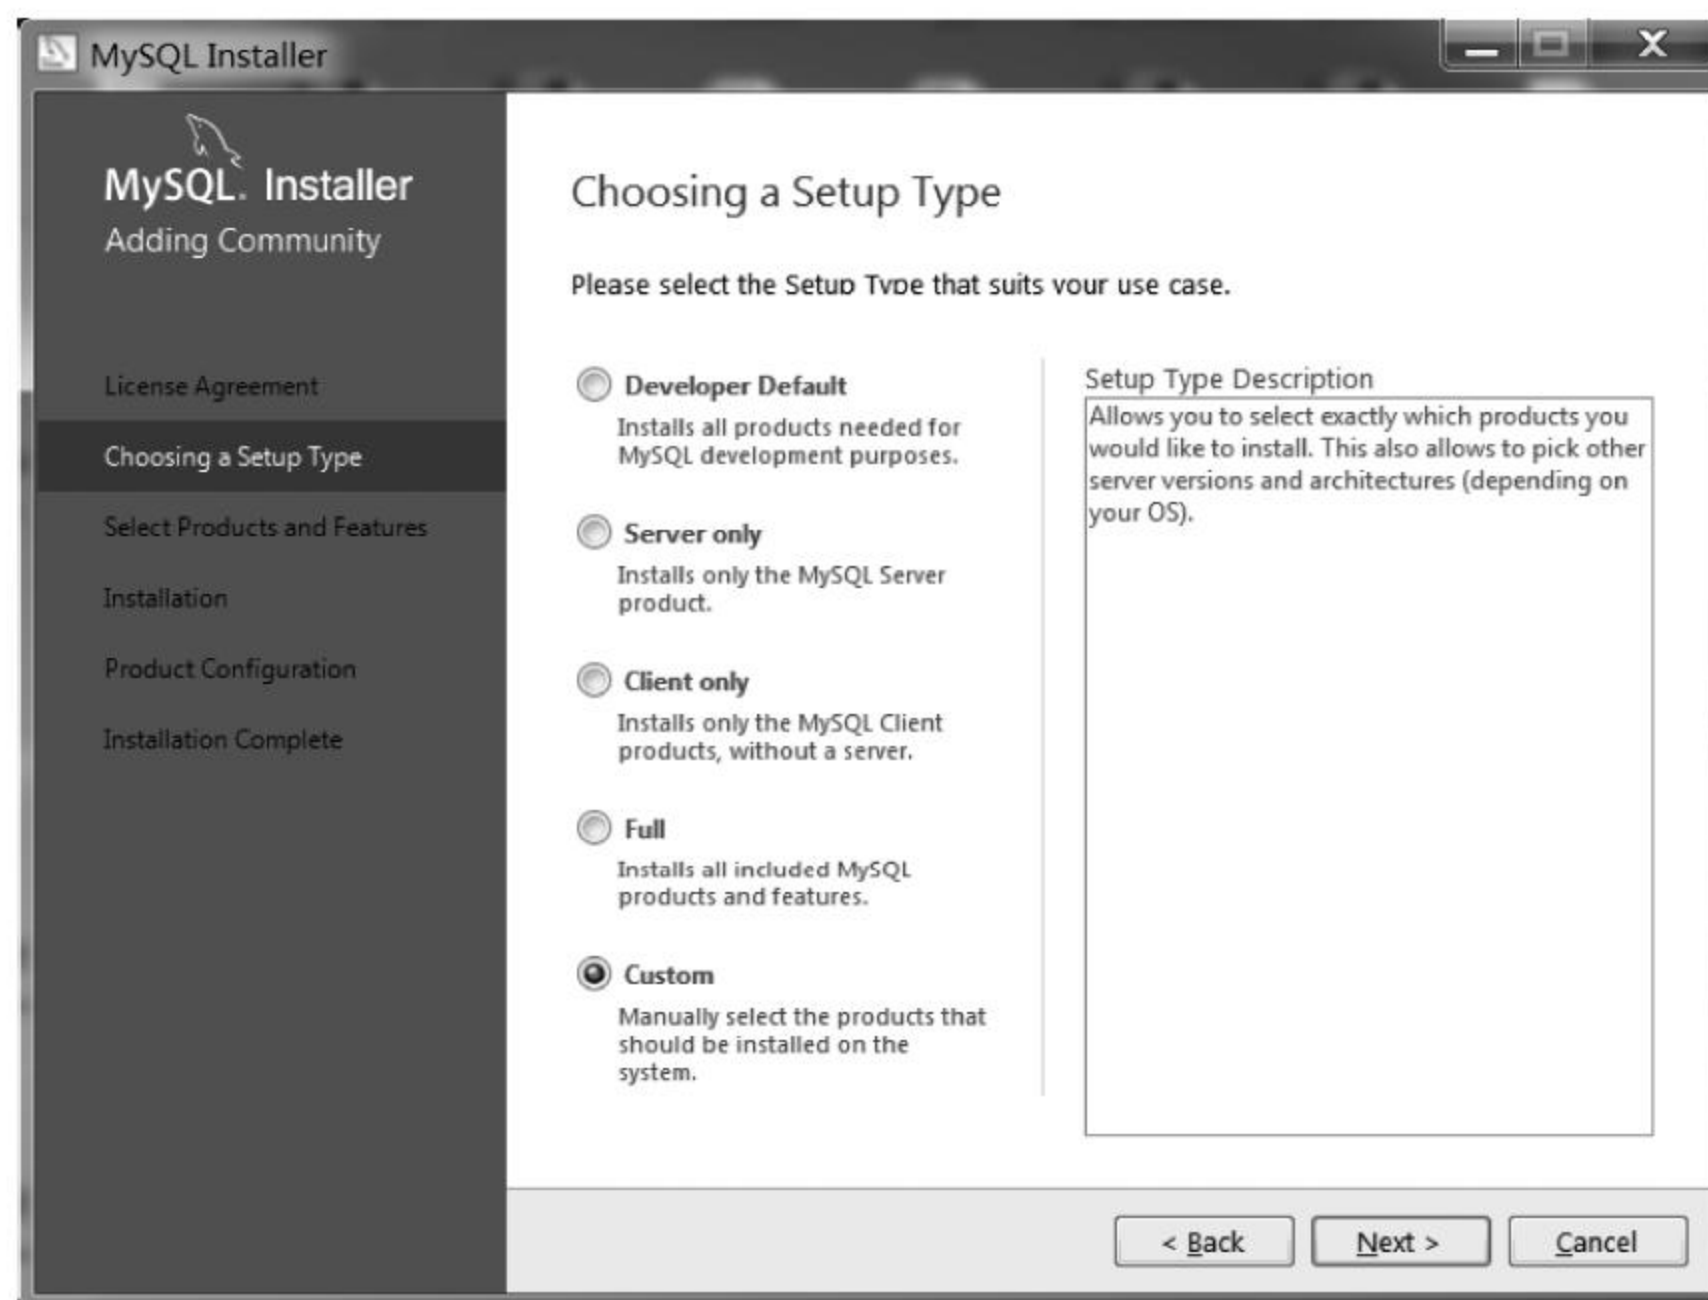 MySQL Installer
MySQL. Installer
Adding Community
License Agreement
Choosing a Setup Type
Select Products and Features
Installation
Product Configuration
Installation Complete
Choosing a Setup Type
Please select the Setup Type that suits your use case.
Developer Default
Installs all products needed for
MySQL development purposes.
Server only
Installs only the MySQL Server
product.
Client only
Installs only the MySQL Client
products, without a server.
Full
Installs all included MySQL
products and features.
Custom
Manually select the products that
should be installed on the
system.
Setup Type Description
Allows you to select exactly which products you
would like to install. This also allows to pick other
server versions and architectures (depending on
your OS).
< Back
Next >
Cancel